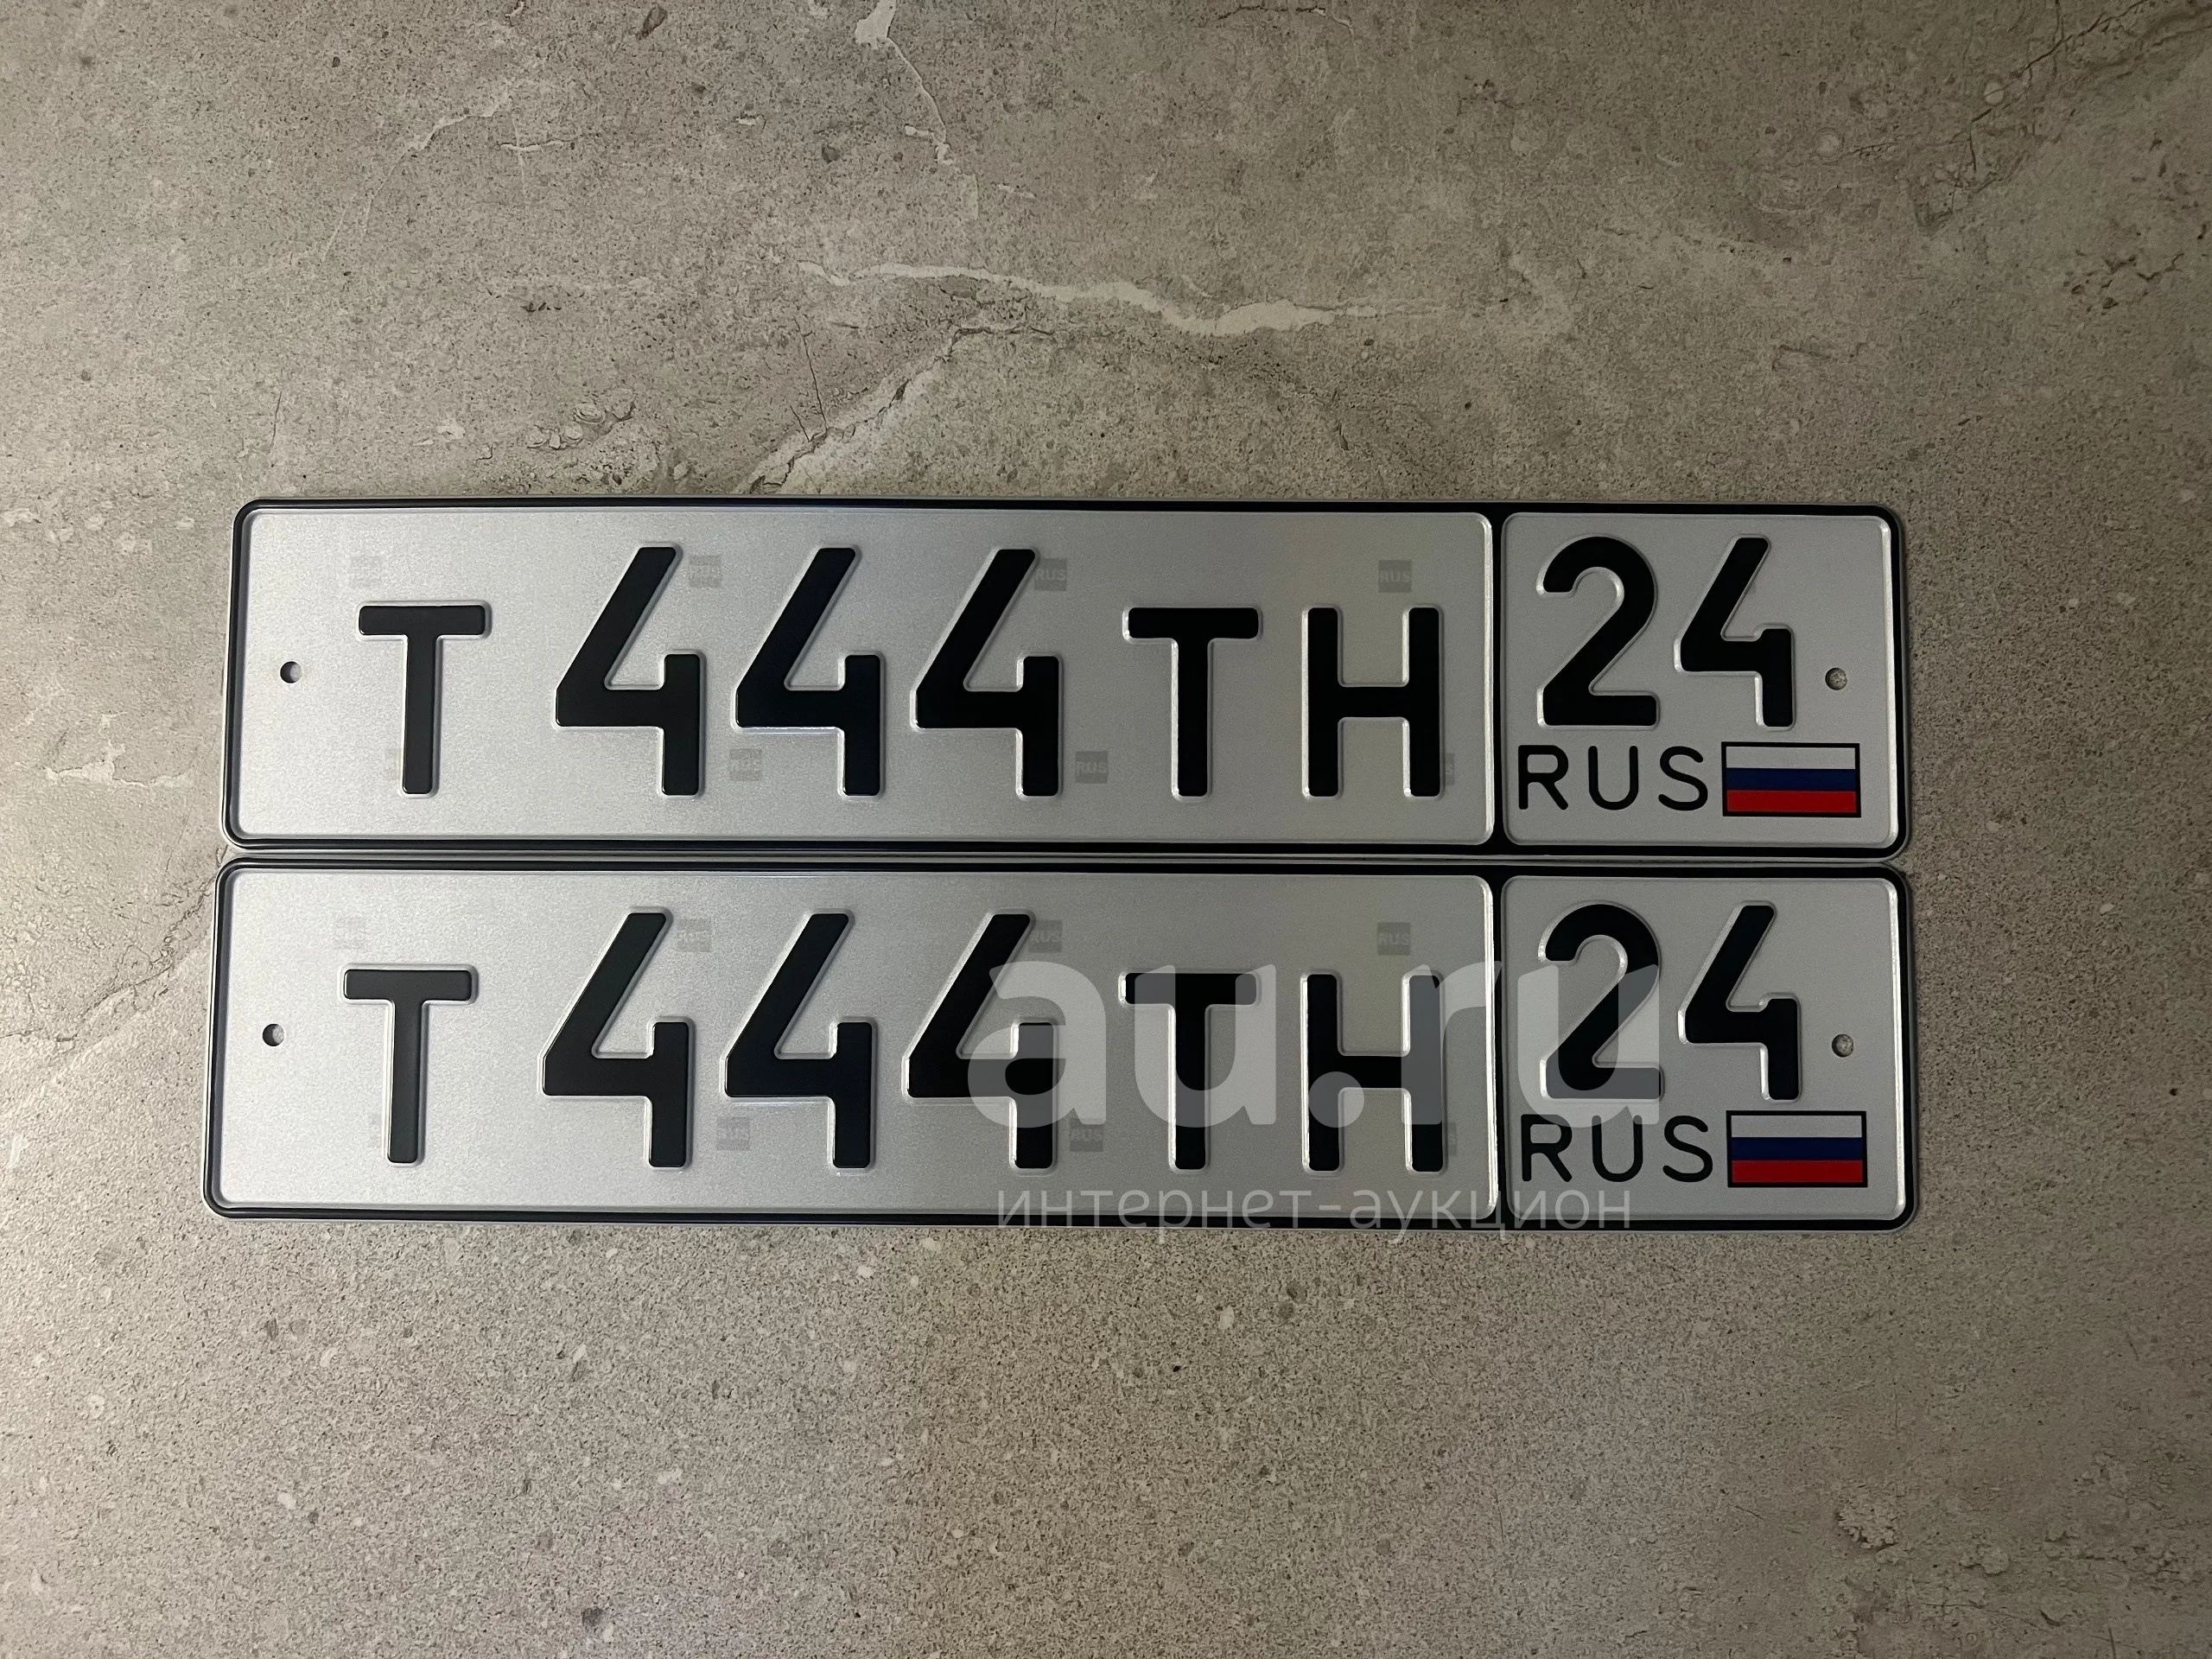 Т 444 ТН 24
RUS
Т 444 ТН 24
RUS
au.ru
интернет-аукцион